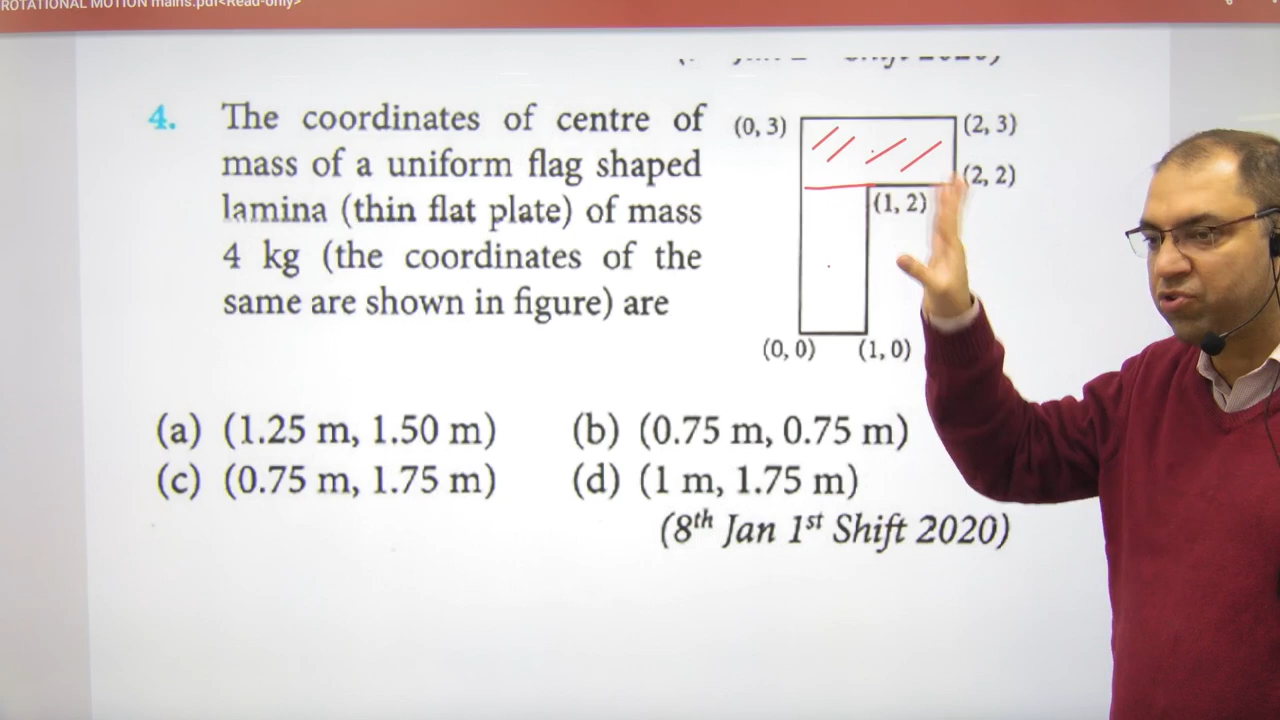 ROTATIONAL MOTION mains.pdf<Read-only>
4. The coordinates of centre of
mass of a uniform flag shaped
lamina (thin flat plate) of mass
4 kg (the coordinates of the
same are shown in figure) are
(0, 3)
(2, 3)
(2, 2)
(1, 2)
(0, 0)
(1, 0)
(a) (1.25 m, 1.50 m)
(b) (0.75 m, 0.75 m)
(c) (0.75 m, 1.75 m)
(d) (1 m, 1.75 m)
(8th Jan 1st Shift 2020)